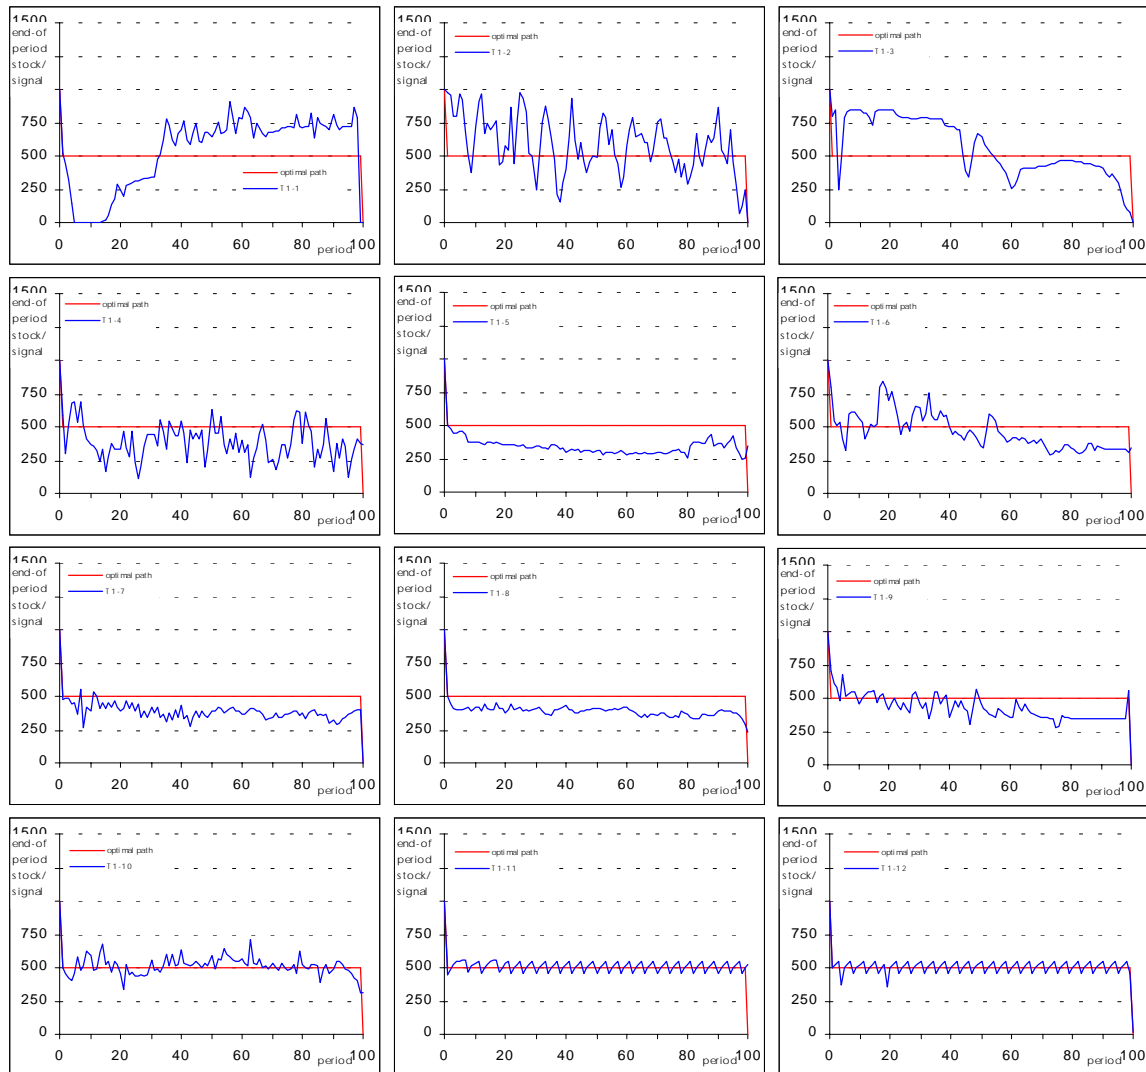 1500
end-of
period
stock/
signal
optimal path
T1-2
750
500
250
0
0 20 40 60 80 100
period
1500
end-of
period
stock/
signal
optimal path
T1-3
750
500
250
0
0 20 40 60 80 100
period
1500
end-of
period
stock/
signal
750
500
optimal path
T1-1
250
0
0 20 40 60 80 100
period
1500
end-of
period
stock/
signal
optimal path
T1-4
750
500
250
0
0 20 40 60 80 100
period
1500
end-of
period
stock/
signal
optimal path
T1-5
750
500
250
0
0 20 40 60 80 100
period
1500
end-of
period
stock/
signal
optimal path
T1-6
750
500
250
0
0 20 40 60 80 100
period
1500
end-of
period
stock/
signal
optimal path
T1-7
750
500
250
0
0 20 40 60 80 100
period
1500
end-of
period
stock/
signal
optimal path
T1-8
750
500
250
0
0 20 40 60 80 100
period
1500
end-of
period
stock/
signal
optimal path
T1-9
750
500
250
0
0 20 40 60 80 100
period
1500
end-of
period
stock/
signal
optimal path
T1-10
750
500
250
0
0 20 40 60 80 100
period
1500
end-of
period
stock/
signal
optimal path
T1-11
750
500
250
0
0 20 40 60 80 100
period
1500
end-of
period
stock/
signal
optimal path
T1-12
750
500
250
0
0 20 40 60 80 100
period